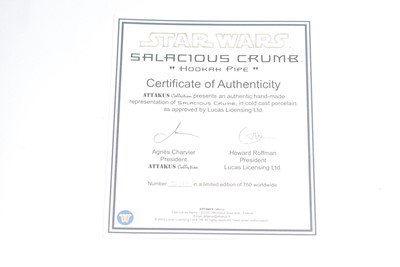 STAR WARS
SALACIOUS CRUMB
" HOOKAH PIPE "
Certificate of Authenticity
ATTAKUS Collection presents an authentic hand-made
representation of SALACIOUS CRUMB, in cold cast porcelain,
as approved by Lucas Licensing Ltd.
Agnès Charvier Howard Roffman
President President
ATTAKUS Collection Lucas Licensing Ltd.
Number in a limited edition of 750 worldwide